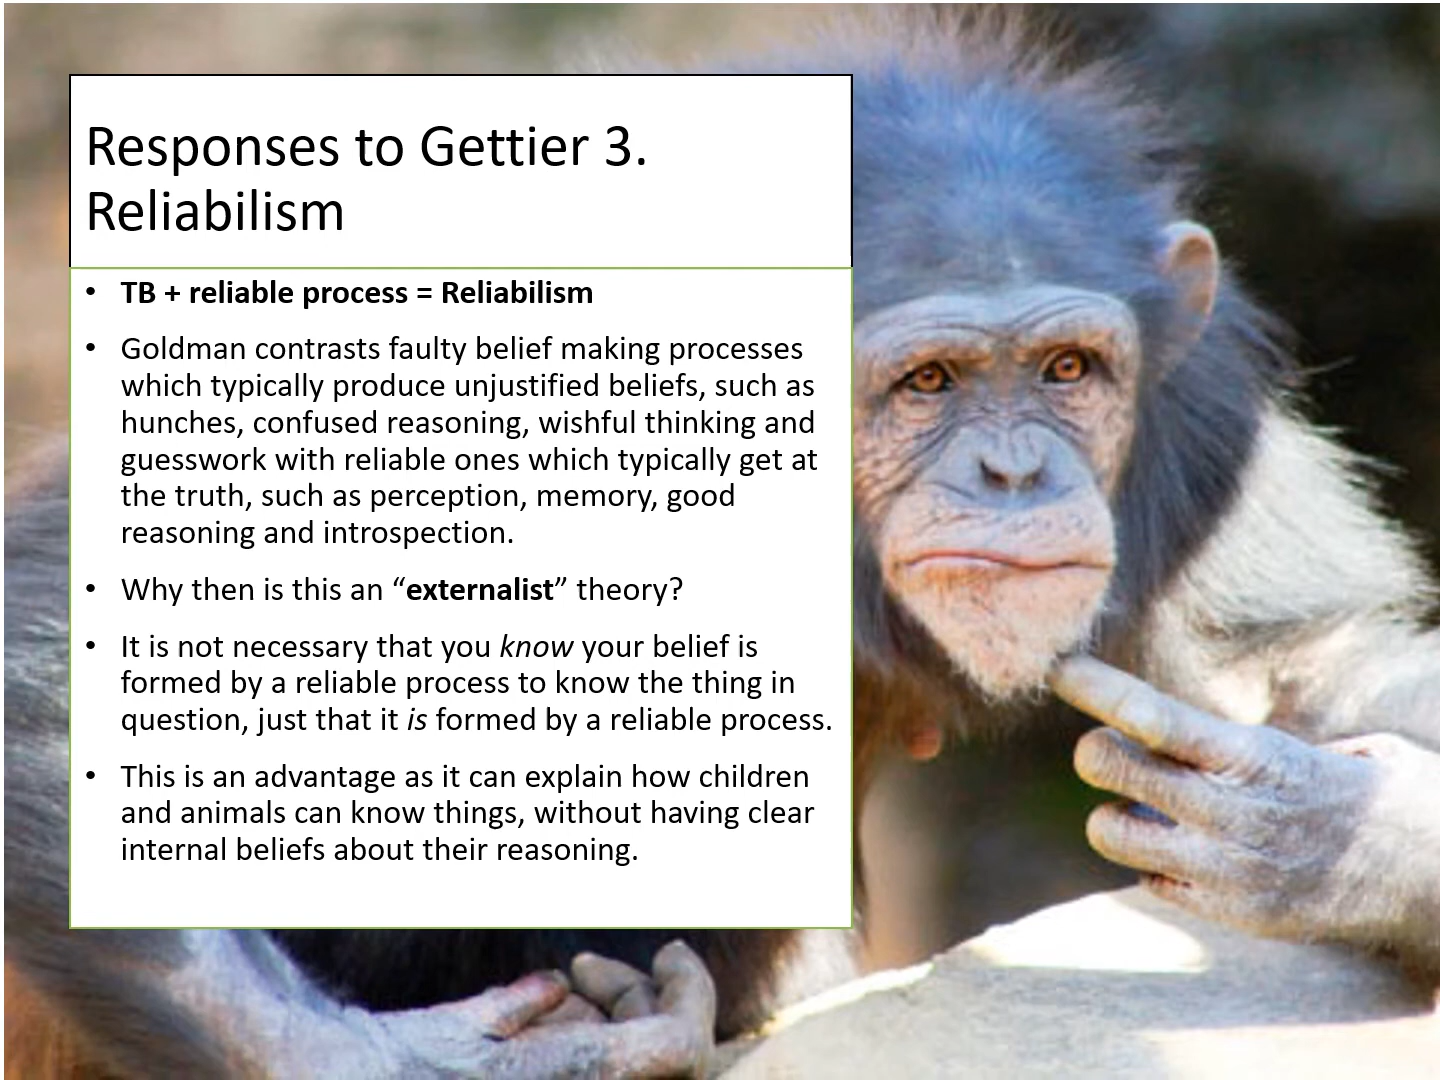 Responses to Gettier 3.
Reliabilism
• TB + reliable process = Reliabilism
• Goldman contrasts faulty belief making processes
which typically produce unjustified beliefs, such as
hunches, confused reasoning, wishful thinking and
guesswork with reliable ones which typically get at
the truth, such as perception, memory, good
reasoning and introspection.
• Why then is this an “externalist” theory?
• It is not necessary that you know your belief is
formed by a reliable process to know the thing in
question, just that it is formed by a reliable process.
• This is an advantage as it can explain how children
and animals can know things, without having clear
internal beliefs about their reasoning.